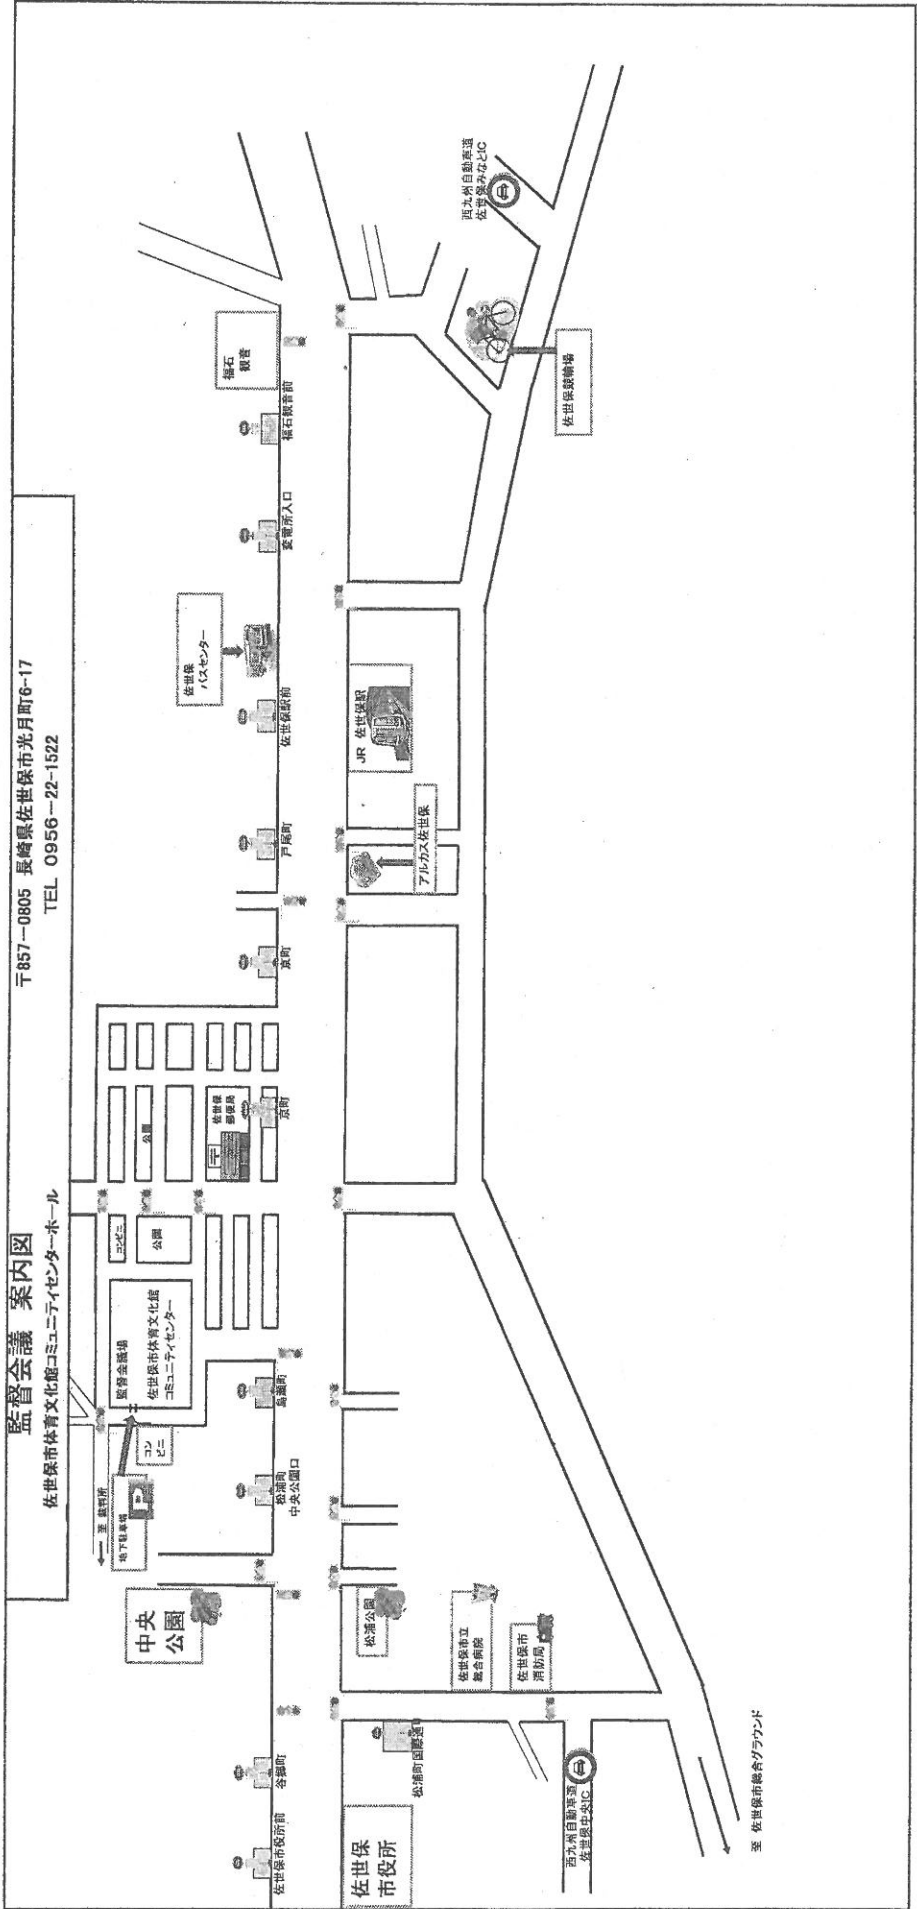 監督会議 案内図
佐世保市体育文化館コミュニティセンターホール
〒857-0805 長崎県佐世保市光月町6-17
TEL 0956-22-1522
至 裁判所
地下駐車場
コン
ビニ
監督会議場
佐世保市体育文化館
コミュニティセンター
コンビニ
公園
公園
佐世保
郵便局
中央
公園
佐世保市役所前
谷郷町
松浦町
中央公園口
島瀬町
京町
京町
戸尾町
佐世保駅前
佐世保
バスセンター
変電所入口
福石観音前
福石
観音
佐世保
市役所
松浦町国際通り
松浦公園
佐世保市立
総合病院
佐世保市
消防局
アルカス佐世保
JR 佐世保駅
佐世保競輪場
西九州自動車道
佐世保みなとIC
西九州自動車道
佐世保中央IC
至 佐世保市総合グラウンド